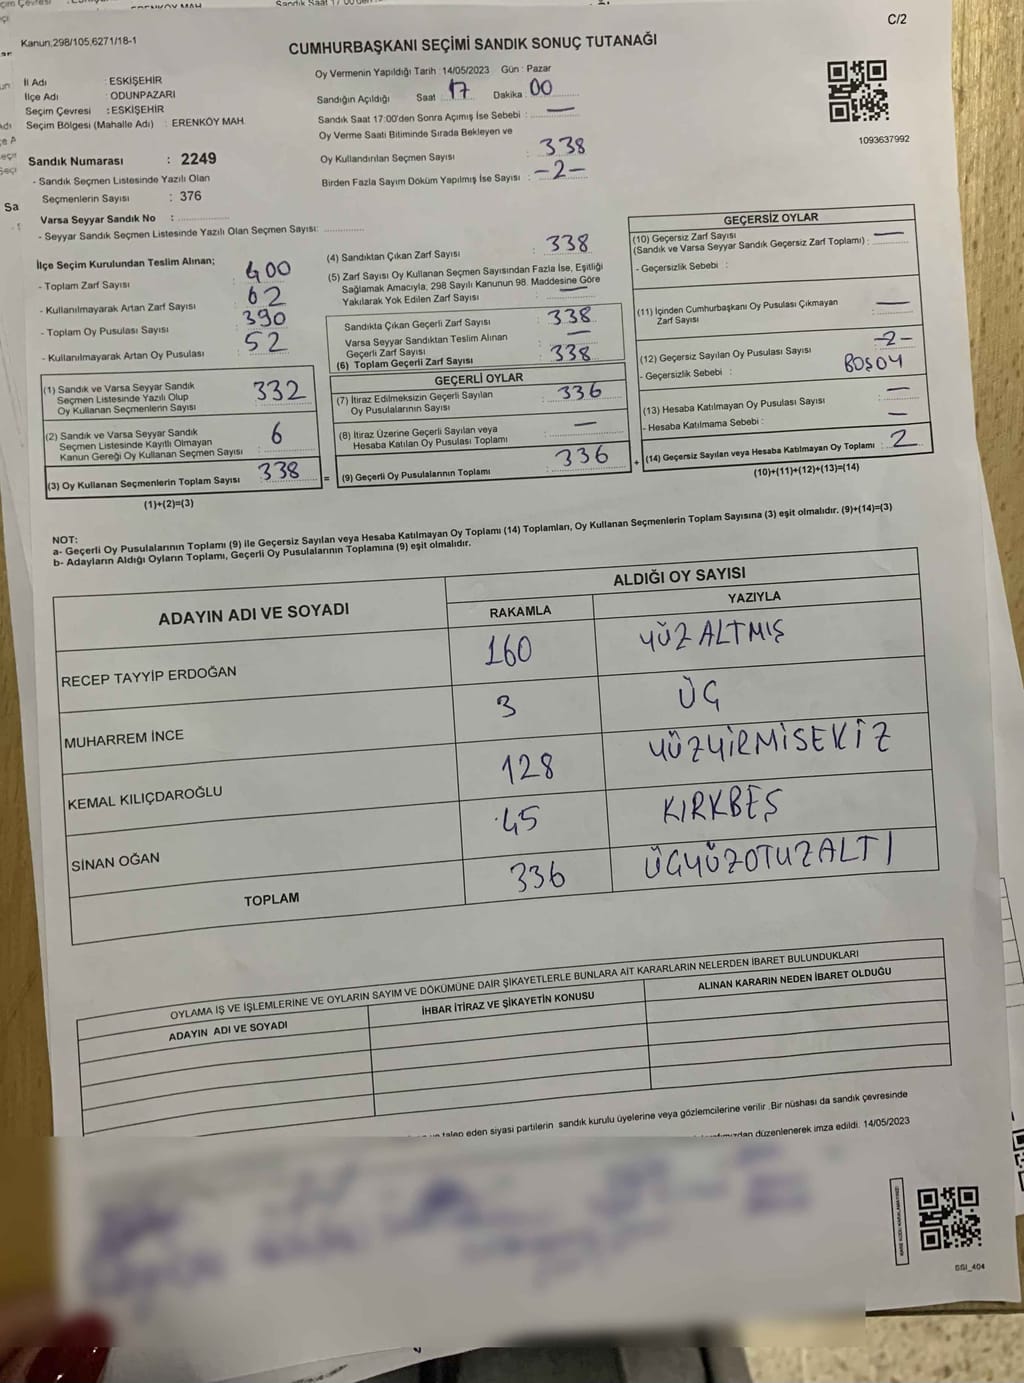 C/2
Kanun,298/105,6271/18-1
CUMHURBAŞKANI SEÇİMİ SANDIK SONUÇ TUTANAĞI
İl Adı : ESKİŞEHİR
İlçe Adı : ODUNPAZARI
Seçim Çevresi : ESKİŞEHİR
Seçim Bölgesi (Mahalle Adı) : ERENKÖY MAH.
Sandık Numarası : 2249
- Sandık Seçmen Listesinde Yazılı Olan
Seçmenlerin Sayısı : 376
Varsa Seyyar Sandık No :
- Seyyar Sandık Seçmen Listesinde Yazılı Olan Seçmen Sayısı:
Oy Vermenin Yapıldığı Tarih : 14/05/2023 Gün : Pazar
Sandığın Açıldığı Saat 17 Dakika 00
Sandık Saat 17:00'den Sonra Açımış İse Sebebi : —
Oy Verme Saati Bitiminde Sırada Bekleyen ve
Oy Kullandırılan Seçmen Sayısı : 338
Birden Fazla Sayım Döküm Yapılmış İse Sayısı : -2-
1093637992
İlçe Seçim Kurulundan Teslim Alınan;
- Toplam Zarf Sayısı : 400
- Kullanılmayarak Artan Zarf Sayısı : 62
- Toplam Oy Pusulası Sayısı : 390
- Kullanılmayarak Artan Oy Pusulası : 52
(1) Sandık ve Varsa Seyyar Sandık
Seçmen Listesinde Yazılı Olup
Oy Kullanan Seçmenlerin Sayısı : 332
(2) Sandık ve Varsa Seyyar Sandık
Seçmen Listesinde Kayıtlı Olmayan
Kanun Gereği Oy Kullanan Seçmen Sayısı : 6
(3) Oy Kullanan Seçmenlerin Toplam Sayısı : 338
(1)+(2)=(3)
(4) Sandıktan Çıkan Zarf Sayısı : 338
(5) Zarf Sayısı Oy Kullanan Seçmen Sayısından Fazla İse, Eşitliği
Sağlamak Amacıyla, 298 Sayılı Kanunun 98. Maddesine Göre
Yakılarak Yok Edilen Zarf Sayısı : —
Sandıkta Çıkan Geçerli Zarf Sayısı : 338
Varsa Seyyar Sandıktan Teslim Alınan
Geçerli Zarf Sayısı : —
(6) Toplam Geçerli Zarf Sayısı : 338
GEÇERLİ OYLAR
(7) İtiraz Edilmeksizin Geçerli Sayılan
Oy Pusulalarının Sayısı : 336
(8) İtiraz Üzerine Geçerli Sayılan veya
Hesaba Katılan Oy Pusulası Toplamı : —
= (9) Geçerli Oy Pusulalarının Toplamı : 336
GEÇERSİZ OYLAR
(10) Geçersiz Zarf Sayısı
(Sandık ve Varsa Seyyar Sandık Geçersiz Zarf Toplamı) : —
- Geçersizlik Sebebi :
(11) İçinden Cumhurbaşkanı Oy Pusulası Çıkmayan
Zarf Sayısı : —
(12) Geçersiz Sayılan Oy Pusulası Sayısı : -2-
- Geçersizlik Sebebi : BOŞ OY
(13) Hesaba Katılmayan Oy Pusulası Sayısı : —
- Hesaba Katılmama Sebebi : —
+ (14) Geçersiz Sayılan veya Hesaba Katılmayan Oy Toplamı : 2
(10)+(11)+(12)+(13)=(14)
NOT:
a- Geçerli Oy Pusulalarının Toplamı (9) ile Geçersiz Sayılan veya Hesaba Katılmayan Oy Toplamı (14) Toplamları, Oy Kullanan Seçmenlerin Toplam Sayısına (3) eşit olmalıdır. (9)+(14)=(3)
b- Adayların Aldığı Oyların Toplamı, Geçerli Oy Pusulalarının Toplamına (9) eşit olmalıdır.
ADAYIN ADI VE SOYADI
ALDIĞI OY SAYISI
RAKAMLA YAZIYLA
RECEP TAYYİP ERDOĞAN 160 YÜZ ALTMIŞ
MUHARREM İNCE 3 ÜÇ
KEMAL KILIÇDAROĞLU 128 YÜZYİRMİSEKİZ
SİNAN OĞAN 45 KIRKBEŞ
TOPLAM 336 ÜÇYÜZOTUZALTI
OYLAMA İŞ VE İŞLEMLERİNE VE OYLARIN SAYIM VE DÖKÜMÜNE DAİR ŞİKAYETLERLE BUNLARA AİT KARARLARIN NELERDEN İBARET BULUNDUKLARI
ADAYIN ADI VE SOYADI İHBAR İTİRAZ VE ŞİKAYETİN KONUSU ALINAN KARARIN NEDEN İBARET OLDUĞU
talep eden siyasi partilerin sandık kurulu üyelerine veya gözlemcilerine verilir. Bir nüshası da sandık çevresinde
düzenlenerek imza edildi. 14/05/2023